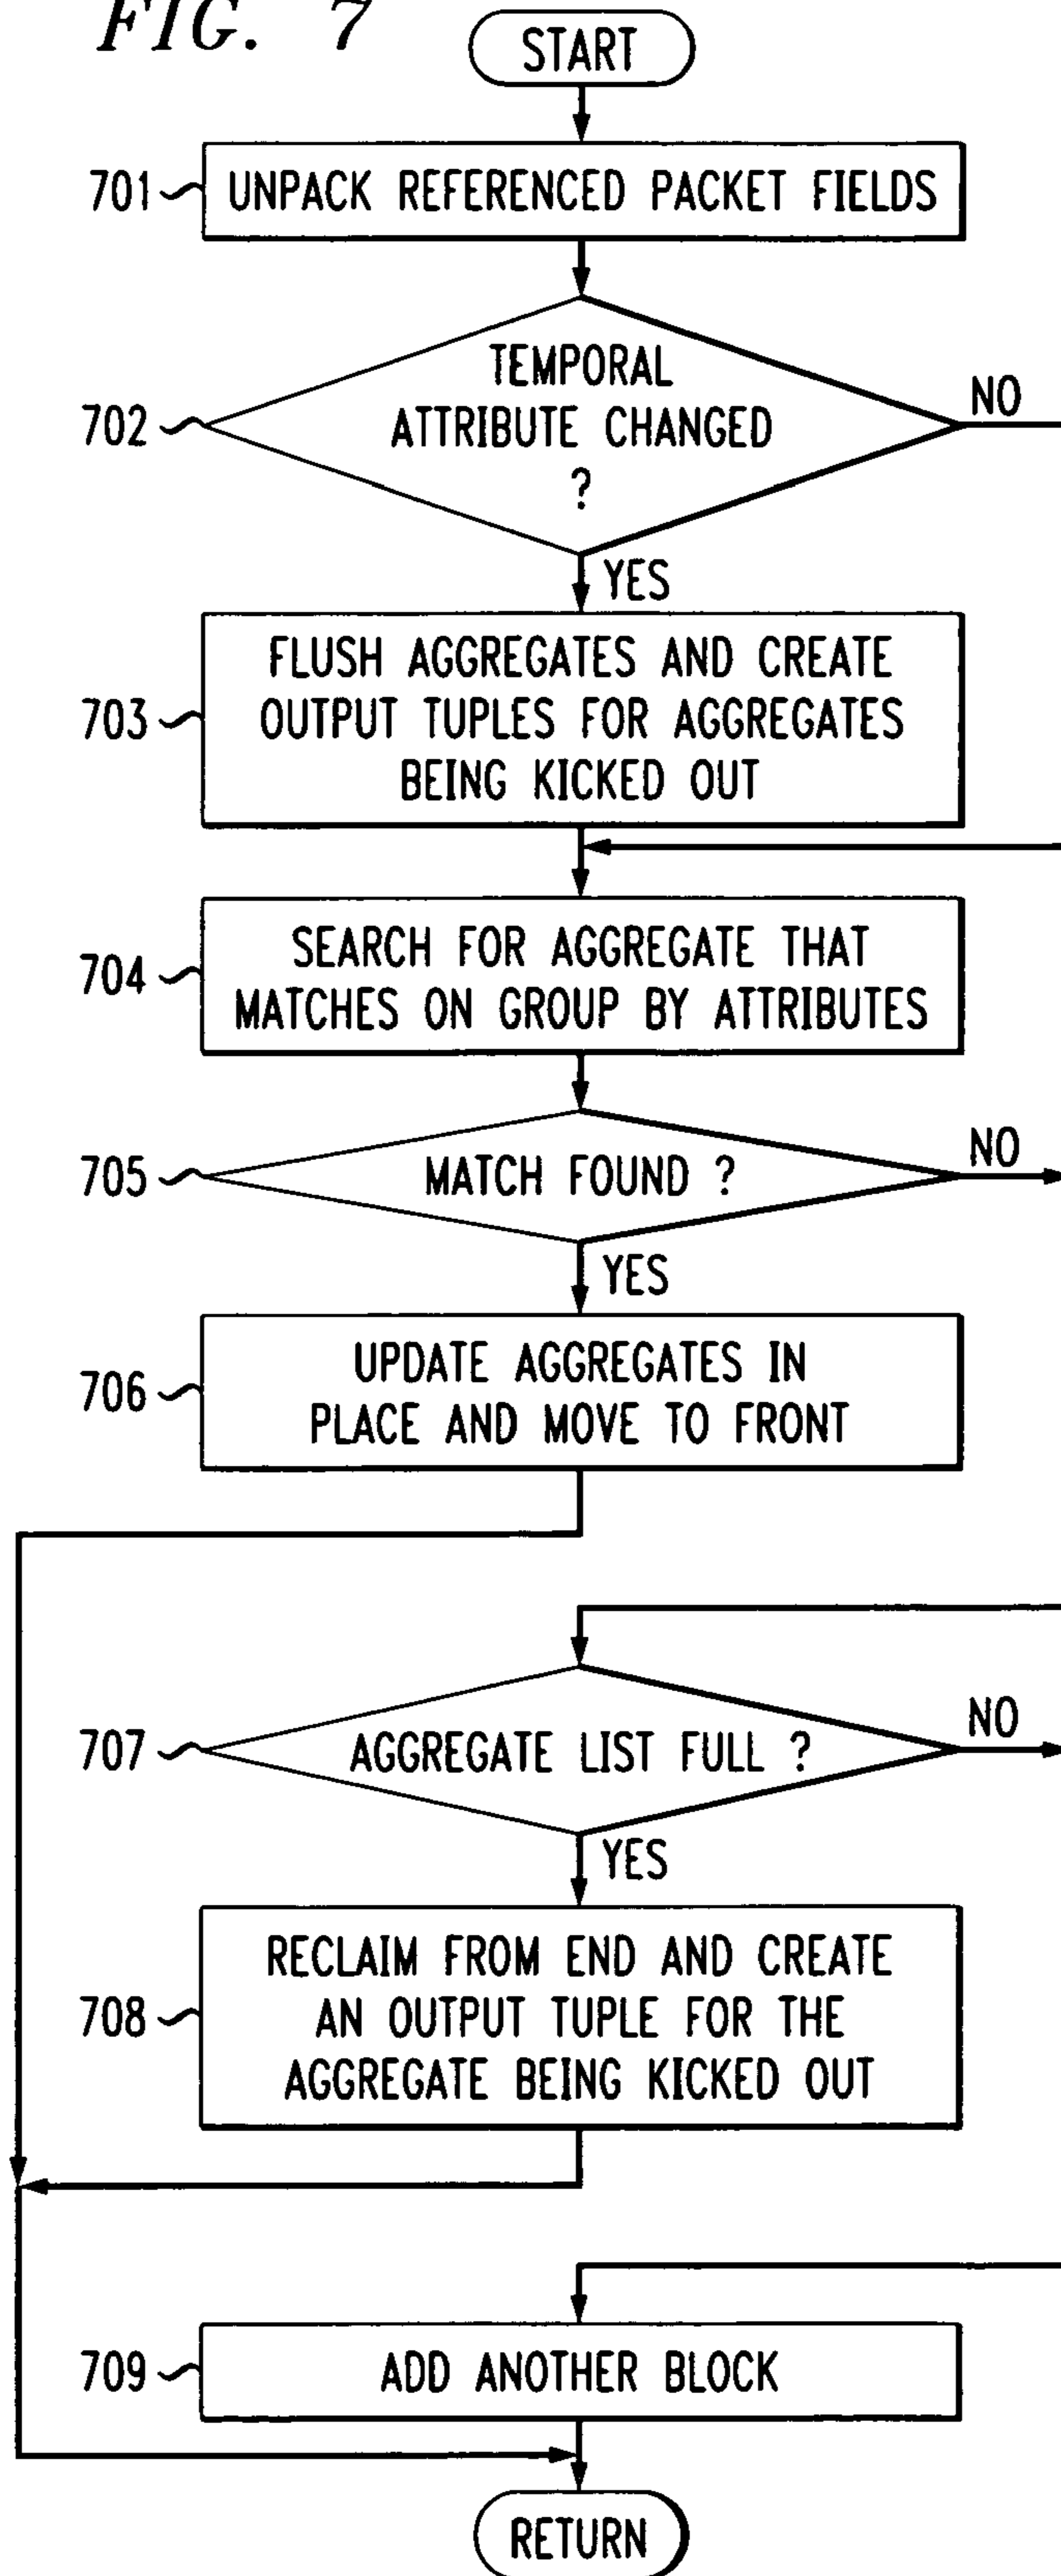 FIG. 7
START
701
UNPACK REFERENCED PACKET FIELDS
702
TEMPORAL
ATTRIBUTE CHANGED
?
NO
YES
703
FLUSH AGGREGATES AND CREATE
OUTPUT TUPLES FOR AGGREGATES
BEING KICKED OUT
704
SEARCH FOR AGGREGATE THAT
MATCHES ON GROUP BY ATTRIBUTES
705
MATCH FOUND ?
NO
YES
706
UPDATE AGGREGATES IN
PLACE AND MOVE TO FRONT
707
AGGREGATE LIST FULL ?
NO
YES
708
RECLAIM FROM END AND CREATE
AN OUTPUT TUPLE FOR THE
AGGREGATE BEING KICKED OUT
709
ADD ANOTHER BLOCK
RETURN